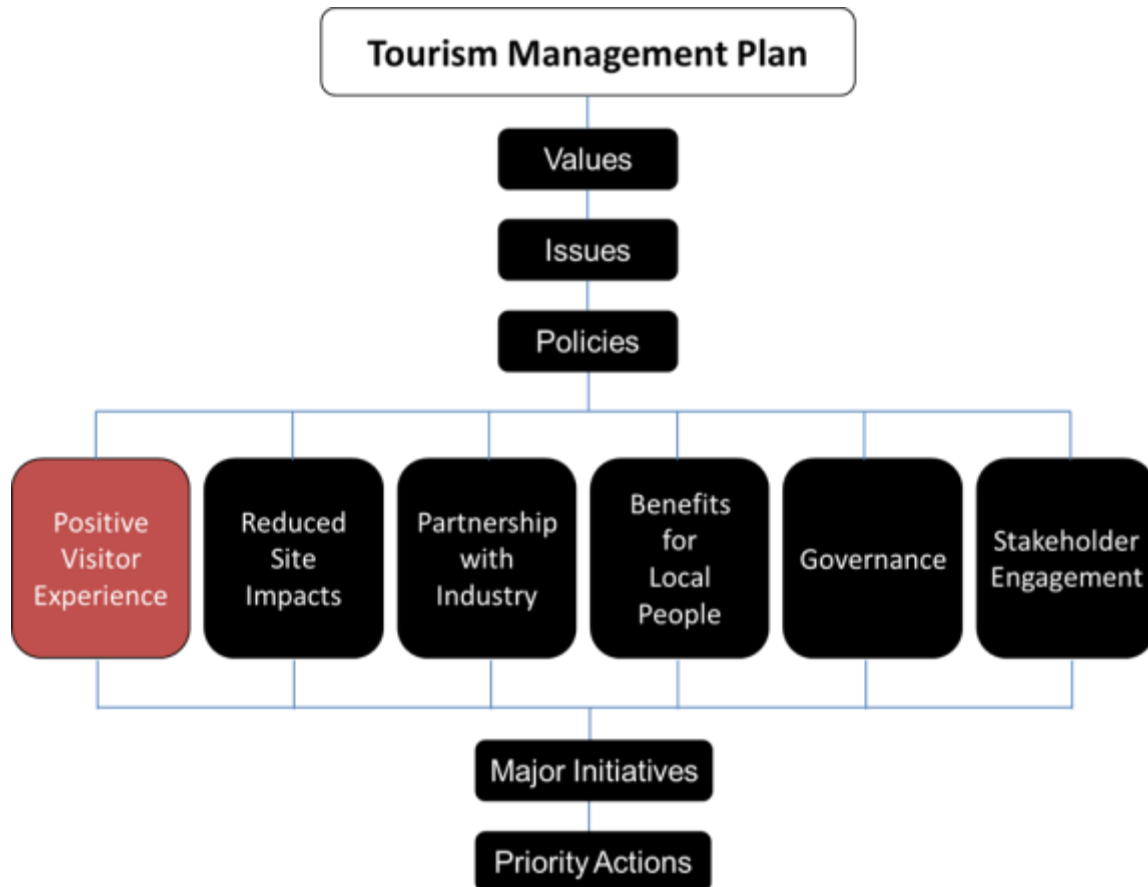 Tourism Management Plan
Values
Issues
Policies
Positive
Visitor
Experience
Reduced
Site
Impacts
Partnership
with
Industry
Benefits
for
Local
People
Governance
Stakeholder
Engagement
Major Initiatives
Priority Actions